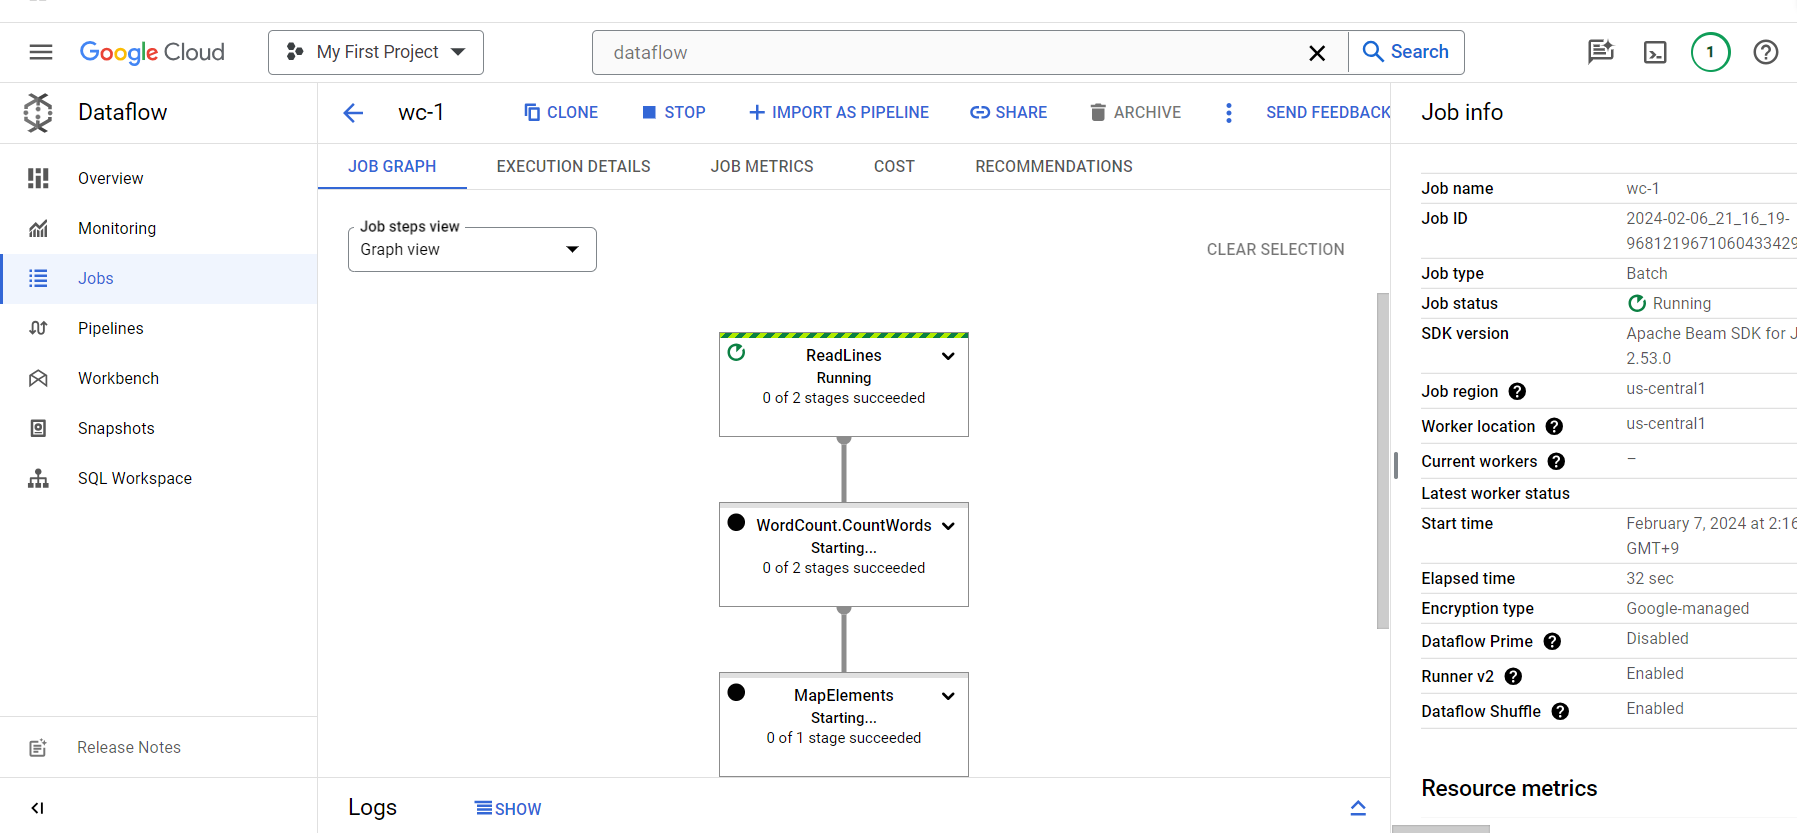 Google Cloud
My First Project
dataflow
Search
1
Dataflow
wc-1
CLONE
STOP
IMPORT AS PIPELINE
SHARE
ARCHIVE
SEND FEEDBACK
Job info
Overview
Monitoring
Jobs
Pipelines
Workbench
Snapshots
SQL Workspace
Release Notes
JOB GRAPH
EXECUTION DETAILS
JOB METRICS
COST
RECOMMENDATIONS
Job steps view
Graph view
CLEAR SELECTION
ReadLines
Running
0 of 2 stages succeeded
WordCount.CountWords
Starting...
0 of 2 stages succeeded
MapElements
Starting...
0 of 1 stage succeeded
Logs
SHOW
Job name wc-1
Job ID 2024-02-06_21_16_19-
9681219671060433429
Job type Batch
Job status Running
SDK version Apache Beam SDK for J
2.53.0
Job region us-central1
Worker location us-central1
Current workers –
Latest worker status
Start time February 7, 2024 at 2:16
GMT+9
Elapsed time 32 sec
Encryption type Google-managed
Dataflow Prime Disabled
Runner v2 Enabled
Dataflow Shuffle Enabled
Resource metrics